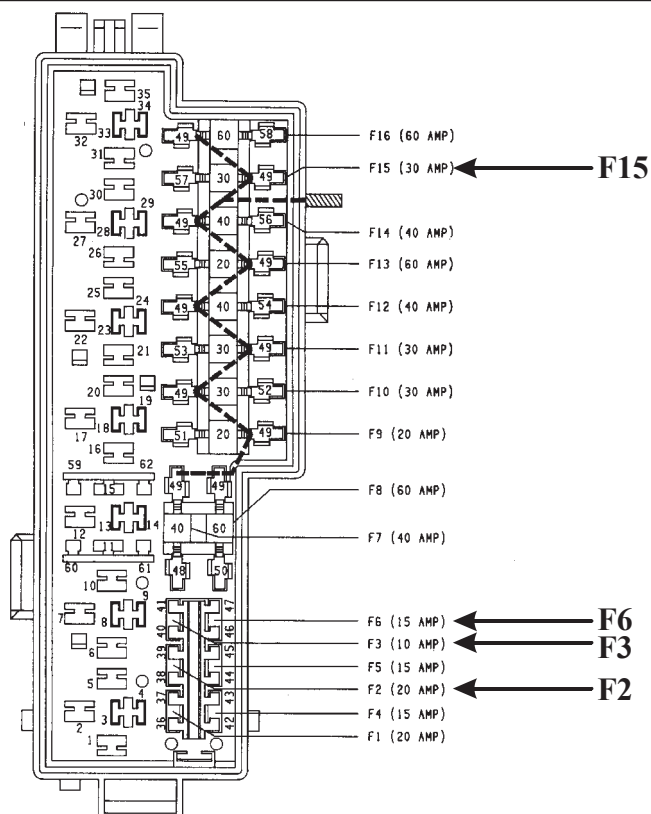 35
34
33
32
49 60 58
F16 (60 AMP)
31
57 30 49
F15 (30 AMP)
F15
30
29
28
27
49 40 56
F14 (40 AMP)
26
55 20 49
F13 (60 AMP)
25
24
23
22
49 40 54
F12 (40 AMP)
21
53 30 49
F11 (30 AMP)
20
19
49 30 52
F10 (30 AMP)
18
17
51 20 49
F9 (20 AMP)
16
59 62
15
49 49
F8 (60 AMP)
12 13 14
40 60
F7 (40 AMP)
11
60 61
48 50
10 9
41 47
7 8
40 46
F6 (15 AMP)
F6
F3 (10 AMP)
F3
6
39 45
F5 (15 AMP)
5
38 44
F2 (20 AMP)
F2
4
37 43
2 3
F4 (15 AMP)
36 42
1
F1 (20 AMP)